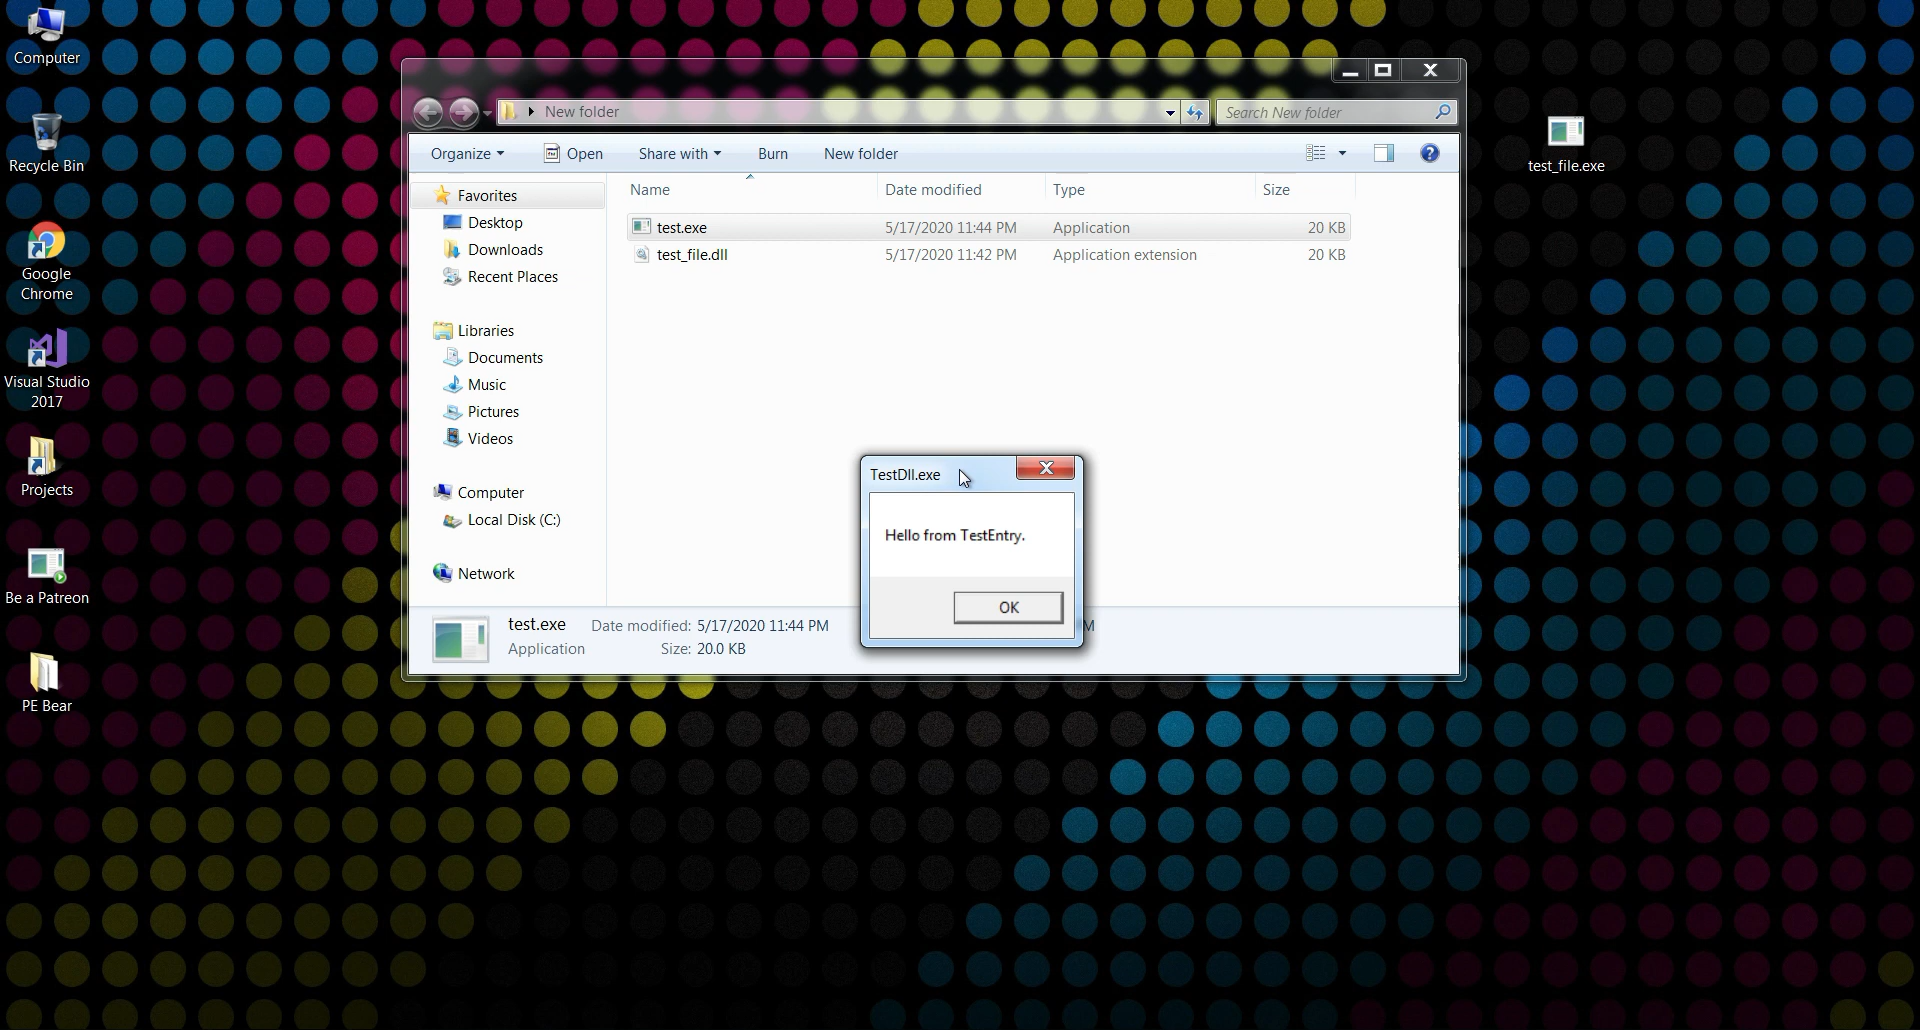 Computer
Recycle Bin
Google
Chrome
Visual Studio
2017
Projects
Be a Patreon
PE Bear
New folder
Search New folder
Organize
Open
Share with
Burn
New folder
Favorites
Desktop
Downloads
Recent Places
Libraries
Documents
Music
Pictures
Videos
Computer
Local Disk (C:)
Network
Name Date modified Type Size
test.exe 5/17/2020 11:44 PM Application 20 KB
test_file.dll 5/17/2020 11:42 PM Application extension 20 KB
TestDll.exe
Hello from TestEntry.
OK
test.exe Date modified: 5/17/2020 11:44 PM
Application Size: 20.0 KB
test_file.exe